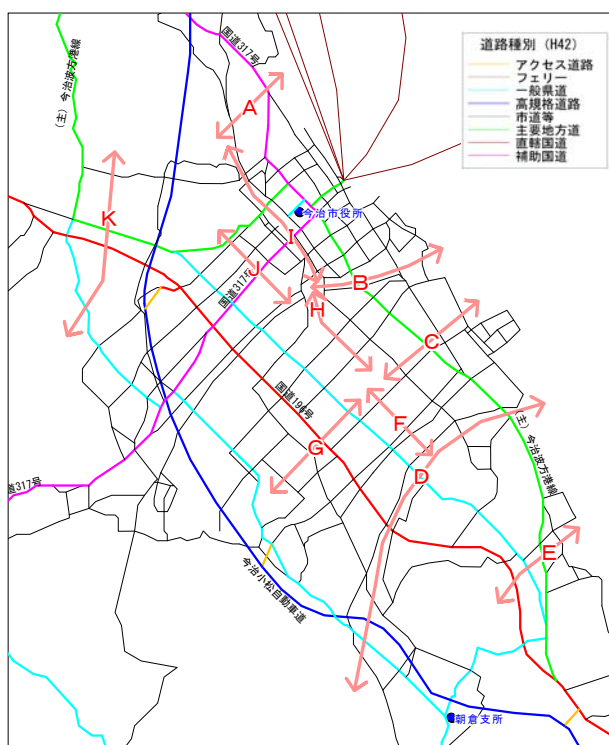 国道317号
道路種別 (H42)
アクセス道路
フェリー
一般県道
高規格道路
市道等
主要地方道
直轄国道
補助国道
(主) 今治波方港線
A
K
今治市役所
I
J
B
国道317号
H
C
国道196号
F
G
D
(主) 今治波方港線
道317号
E
今治小松自動車道
朝倉支所